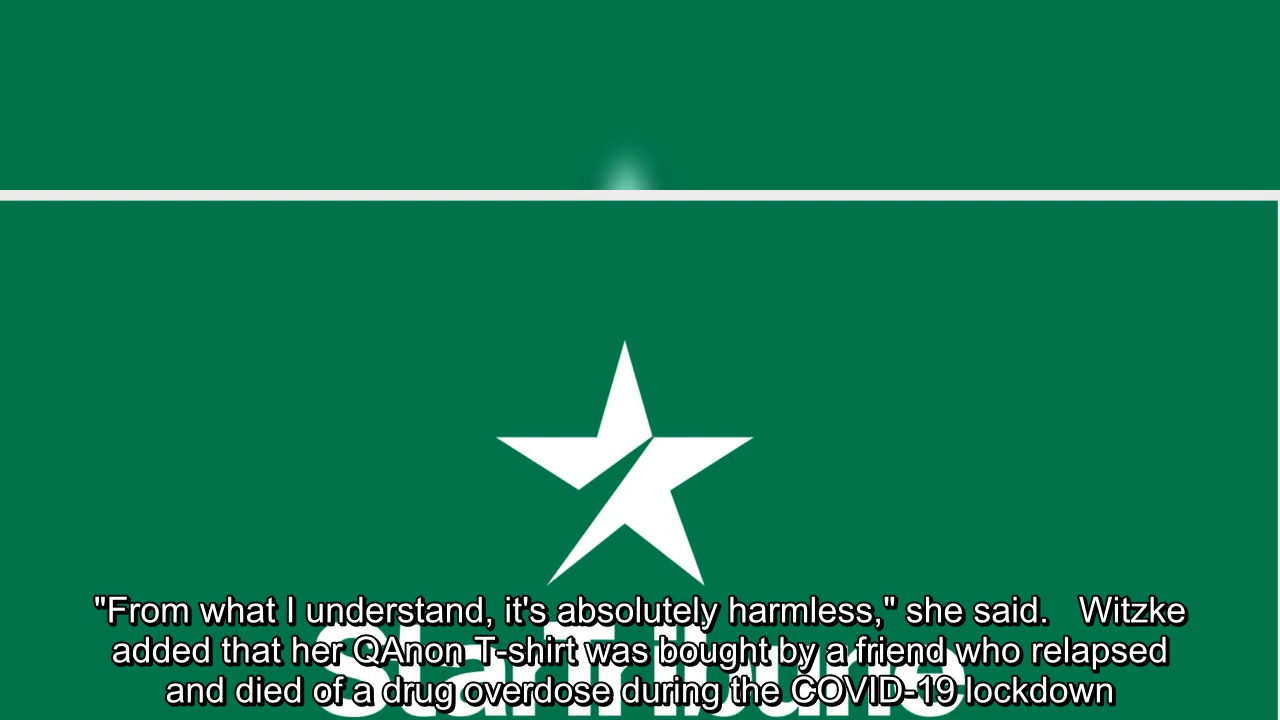 "From what I understand, it's absolutely harmless," she said.   Witzke
added that her QAnon T-shirt was bought by a friend who relapsed
and died of a drug overdose during the COVID-19 lockdown
StarTribune